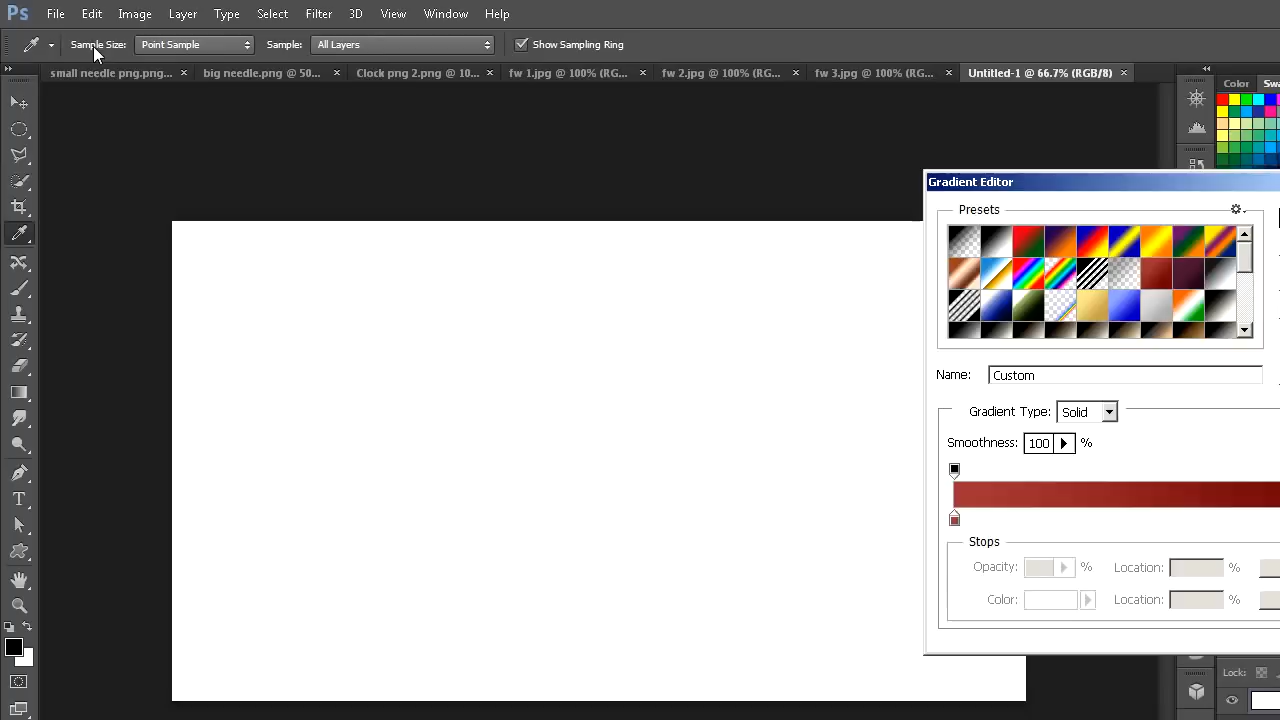 Ps File Edit Image Layer Type Select Filter 3D View Window Help
Sample Size: Point Sample Sample: All Layers Show Sampling Ring
small needle png.png... × big needle.png @ 50... × Clock png 2.png @ 10... × fw 1.jpg @ 100% (RG... × fw 2.jpg @ 100% (RG... × fw 3.jpg @ 100% (RG... × Untitled-1 @ 66.7% (RGB/8) ×
Color Swa
Gradient Editor
Presets
Name: Custom
Gradient Type: Solid
Smoothness: 100 %
Stops
Opacity: % Location: %
Color: Location: %
Lock: